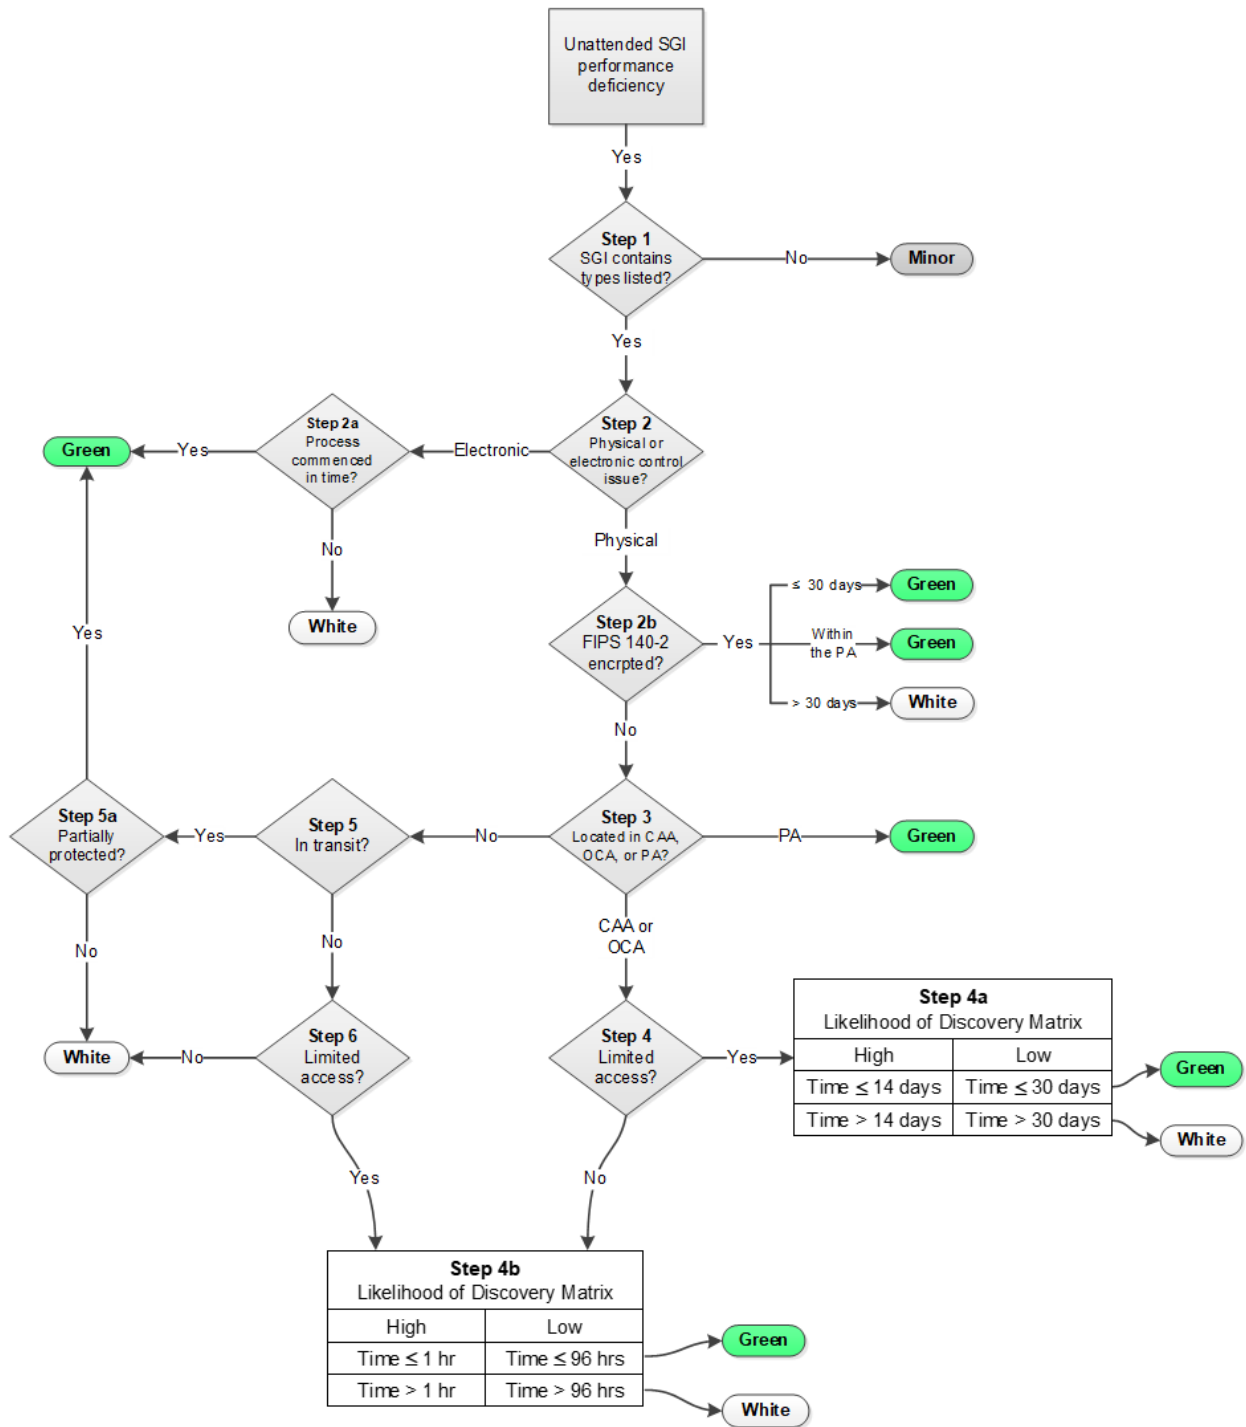 Unattended SGI
performance
deficiency
Yes
Step 1
SGI contains
types listed?
No
Minor
Yes
Step 2
Physical or
electronic control
issue?
Electronic
Step 2a
Process
commenced
in time?
Yes
Green
No
White
Physical
Step 2b
FIPS 140-2
encrpted?
Yes
≤ 30 days
Green
Within
the PA
Green
> 30 days
White
No
Step 3
Located in CAA,
OCA, or PA?
PA
Green
No
Step 5
In transit?
Yes
Step 5a
Partially
protected?
Yes
No
White
No
Step 6
Limited
access?
No
Yes
CAA or
OCA
Step 4
Limited
access?
Yes
No
Step 4a
Likelihood of Discovery Matrix
High Low
Time ≤ 14 days Time ≤ 30 days
Time > 14 days Time > 30 days
Green
White
Step 4b
Likelihood of Discovery Matrix
High Low
Time ≤ 1 hr Time ≤ 96 hrs
Time > 1 hr Time > 96 hrs
Green
White